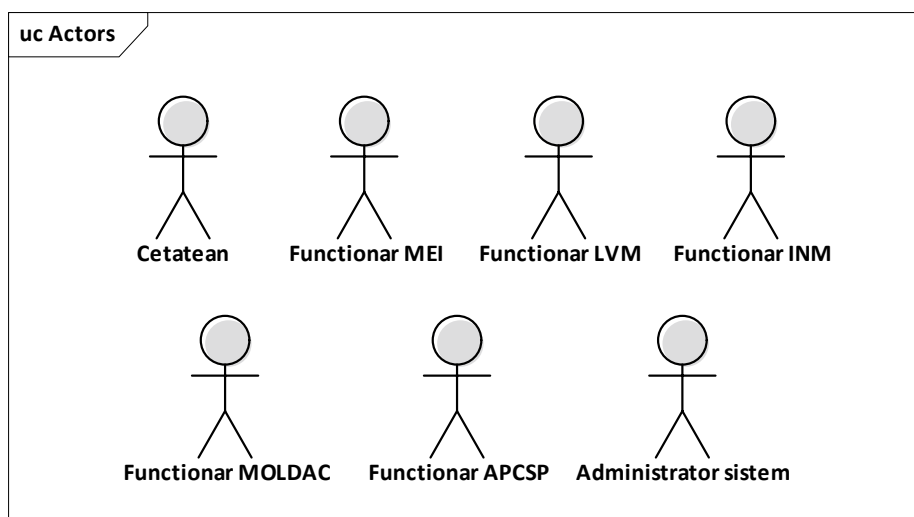 uc Actors
Cetatean
Functionar MEI
Functionar LVM
Functionar INM
Functionar MOLDAC
Functionar APCSP
Administrator sistem